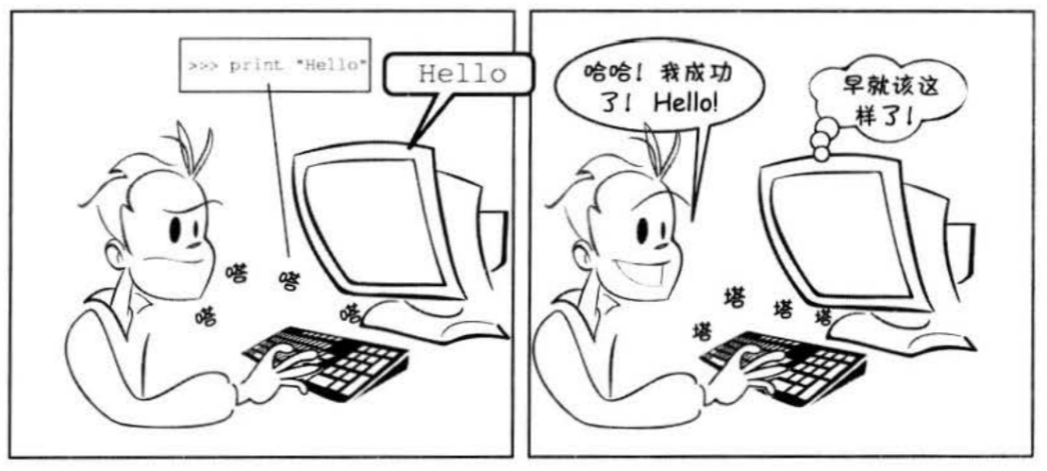 >>> print "Hello"
Hello
嗒
嗒
嗒
嗒
哈哈！我成功
了！ Hello!
早就该这
样了！
塔
塔
塔
塔